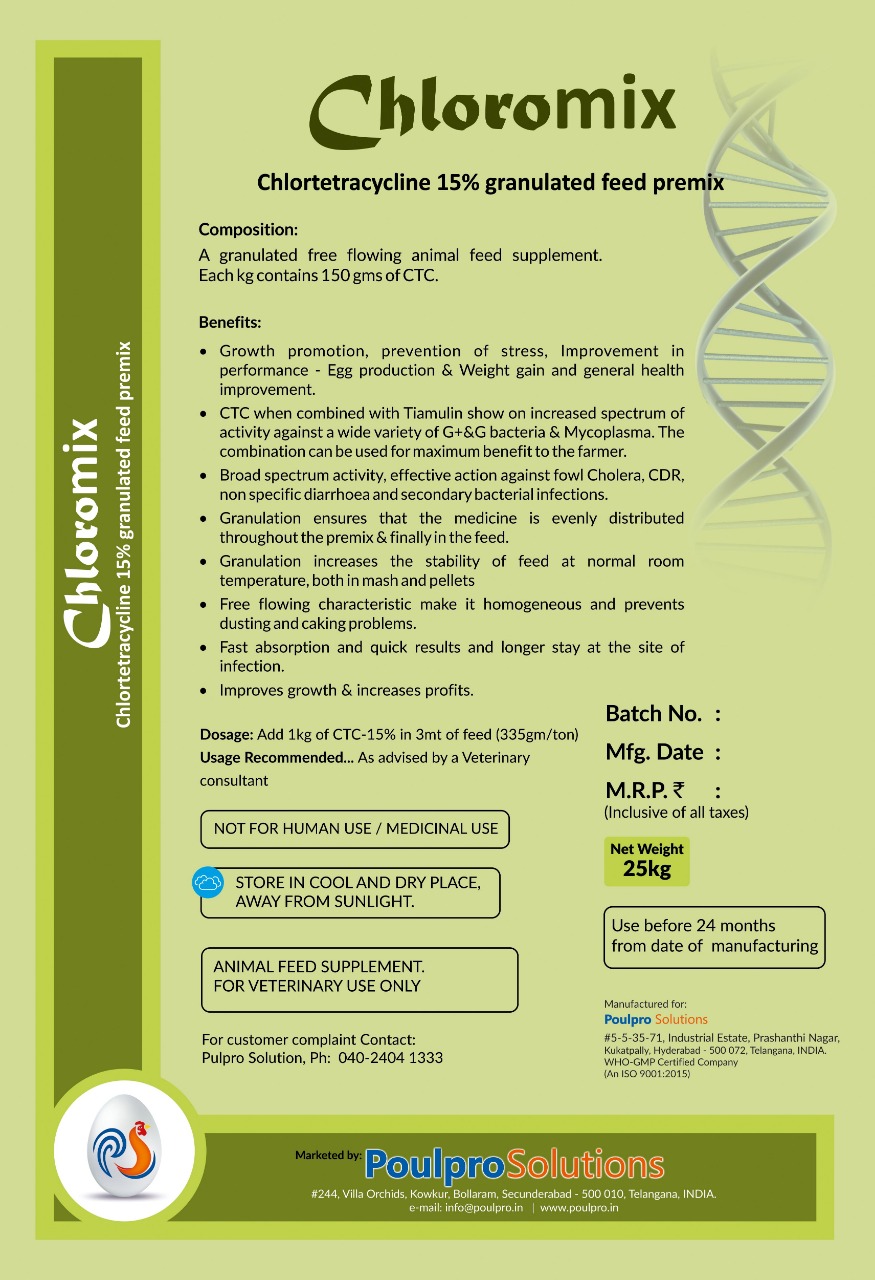 Chloromix
Chlortetracycline 15% granulated feed premix
Composition:
A granulated free flowing animal feed supplement.
Each kg contains 150 gms of CTC.
Benefits:
• Growth promotion, prevention of stress, Improvement in
performance - Egg production & Weight gain and general health
improvement.
• CTC when combined with Tiamulin show on increased spectrum of
activity against a wide variety of G+&G bacteria & Mycoplasma. The
combination can be used for maximum benefit to the farmer.
• Broad spectrum activity, effective action against fowl Cholera, CDR,
non specific diarrhoea and secondary bacterial infections.
• Granulation ensures that the medicine is evenly distributed
throughout the premix & finally in the feed.
• Granulation increases the stability of feed at normal room
temperature, both in mash and pellets
• Free flowing characteristic make it homogeneous and prevents
dusting and caking problems.
• Fast absorption and quick results and longer stay at the site of
infection.
• Improves growth & increases profits.
Dosage: Add 1kg of CTC-15% in 3mt of feed (335gm/ton)
Usage Recommended... As advised by a Veterinary
consultant
NOT FOR HUMAN USE / MEDICINAL USE
STORE IN COOL AND DRY PLACE,
AWAY FROM SUNLIGHT.
ANIMAL FEED SUPPLEMENT.
FOR VETERINARY USE ONLY
For customer complaint Contact:
Pulpro Solution, Ph: 040-2404 1333
Batch No. :
Mfg. Date :
M.R.P. ₹ :
(Inclusive of all taxes)
Net Weight
25kg
Use before 24 months
from date of manufacturing
Manufactured for:
Poulpro Solutions
#5-5-35-71, Industrial Estate, Prashanthi Nagar,
Kukatpally, Hyderabad - 500 072, Telangana, INDIA.
WHO-GMP Certified Company
(An ISO 9001:2015)
Chloromix
Chlortetracycline 15% granulated feed premix
Marketed by: PoulproSolutions
#244, Villa Orchids, Kowkur, Bollaram, Secunderabad - 500 010, Telangana, INDIA.
e-mail: info@poulpro.in | www.poulpro.in